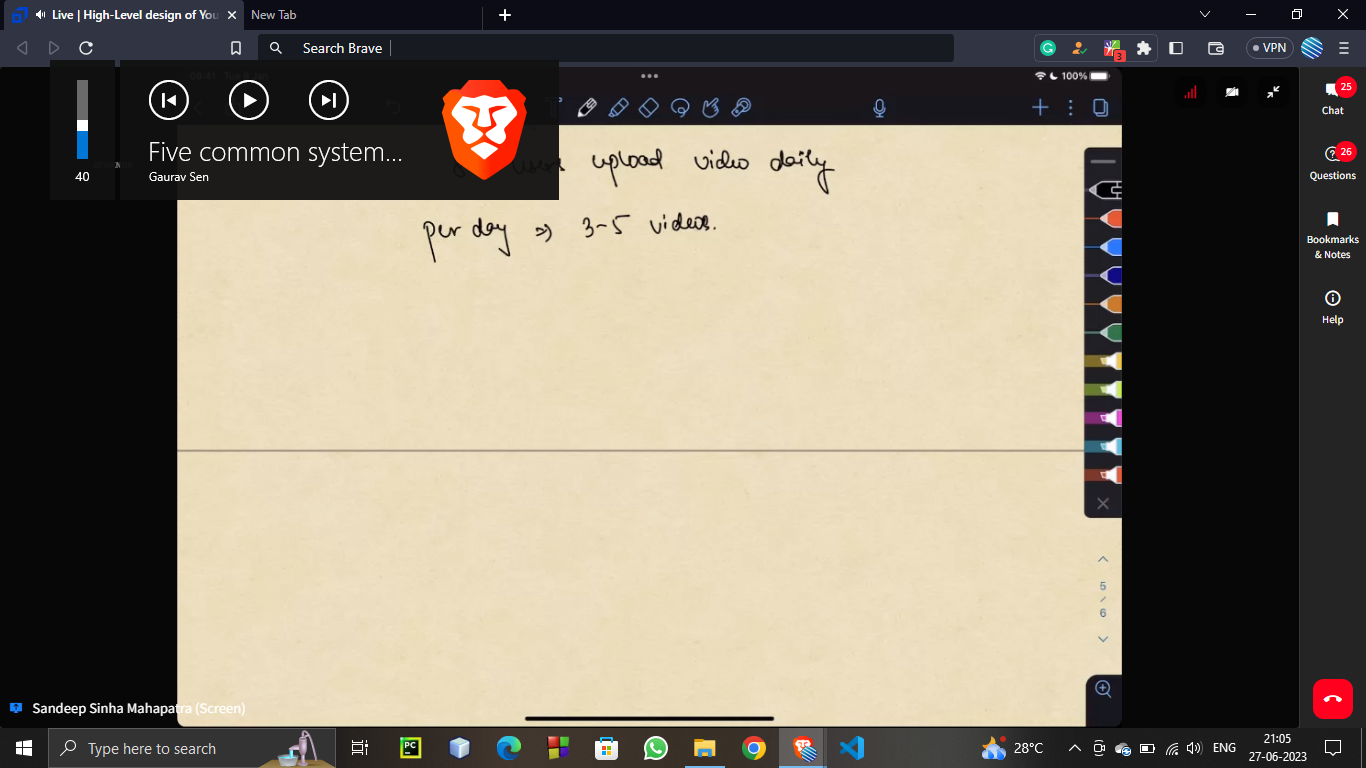 Live | High-Level design of You
New Tab
Search Brave
VPN
3
100%
40
Five common system...
Gaurav Sen
upload video daily
per day ⇒ 3-5 videos.
25
Chat
26
Questions
Bookmarks
& Notes
Help
5
6
Sandeep Sinha Mahapatra (Screen)
Type here to search
PC
28°C
ENG
21:05
27-06-2023